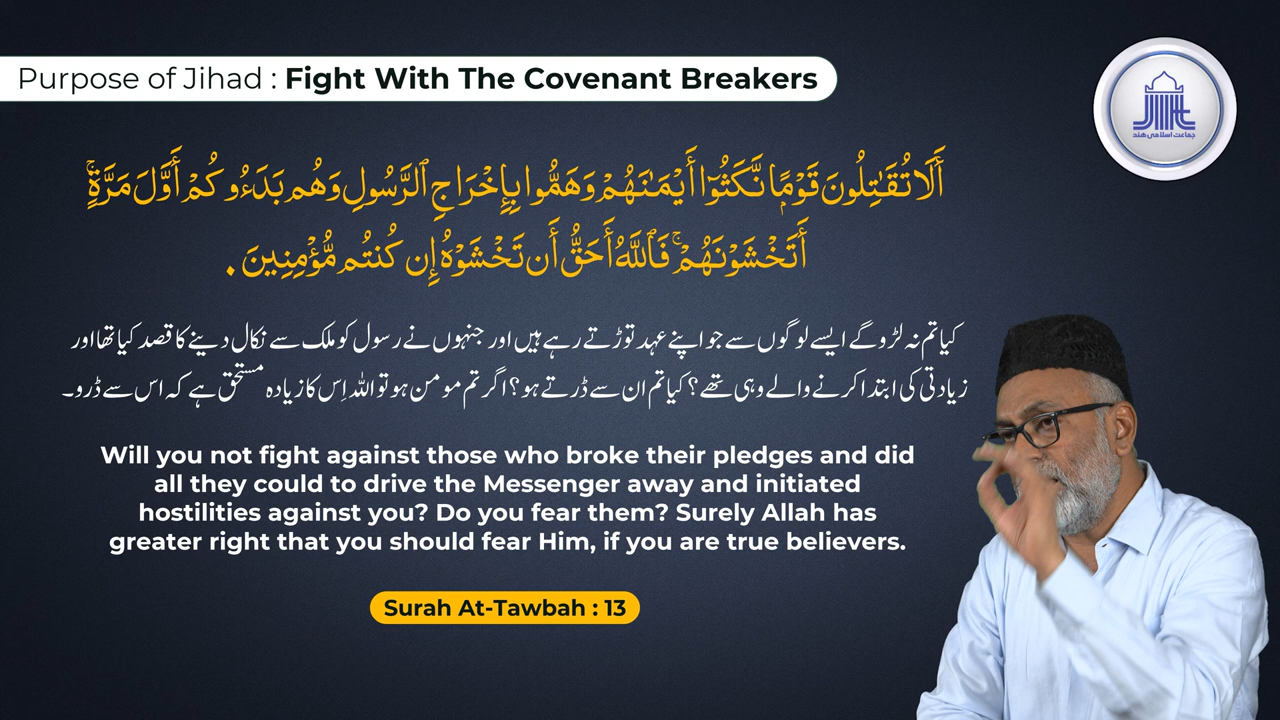 Purpose of Jihad : Fight With The Covenant Breakers
جماعت اسلامی هند
أَلَا تُقَٰتِلُونَ قَوْمًا نَّكَثُوٓا۟ أَيْمَٰنَهُمْ وَهَمُّوا۟ بِإِخْرَاجِ ٱلرَّسُولِ وَهُم بَدَءُوكُمْ أَوَّلَ مَرَّةٍ ۚ
أَتَخْشَوْنَهُمْ ۚ فَٱللَّهُ أَحَقُّ أَن تَخْشَوْهُ إِن كُنتُم مُّؤْمِنِينَ .
کیا تم نہ لڑو گے ایسے لوگوں سے جو اپنے عہد توڑتے رہے ہیں اور جنہوں نے رسول کو ملک سے نکال دینے کا قصد کیا تھا اور
زیادتی کی ابتدا کرنے والے وہی تھے؟ کیا تم ان سے ڈرتے ہو؟ اگر تم مومن ہو تو اللہ اِس کا زیادہ مستحق ہے کہ اس سے ڈرو۔
Will you not fight against those who broke their pledges and did
all they could to drive the Messenger away and initiated
hostilities against you? Do you fear them? Surely Allah has
greater right that you should fear Him, if you are true believers.
Surah At-Tawbah : 13